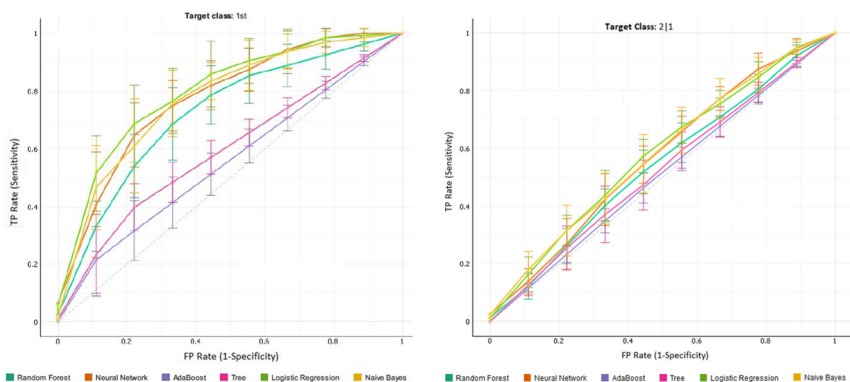 Target class: 1st
TP Rate (Sensitivity)
1
0.8
0.6
0.4
0.2
0
0 0.2 0.4 0.6 0.8 1
FP Rate (1-Specificity)
Random Forest Neural Network AdaBoost Tree Logistic Regression Naive Bayes
Target Class: 2|1
TP Rate (Sensitivity)
1
0.8
0.6
0.4
0.2
0
0 0.2 0.4 0.6 0.8 1
FP Rate (1-Specificity)
Random Forest Neural Network AdaBoost Tree Logistic Regression Naive Bayes